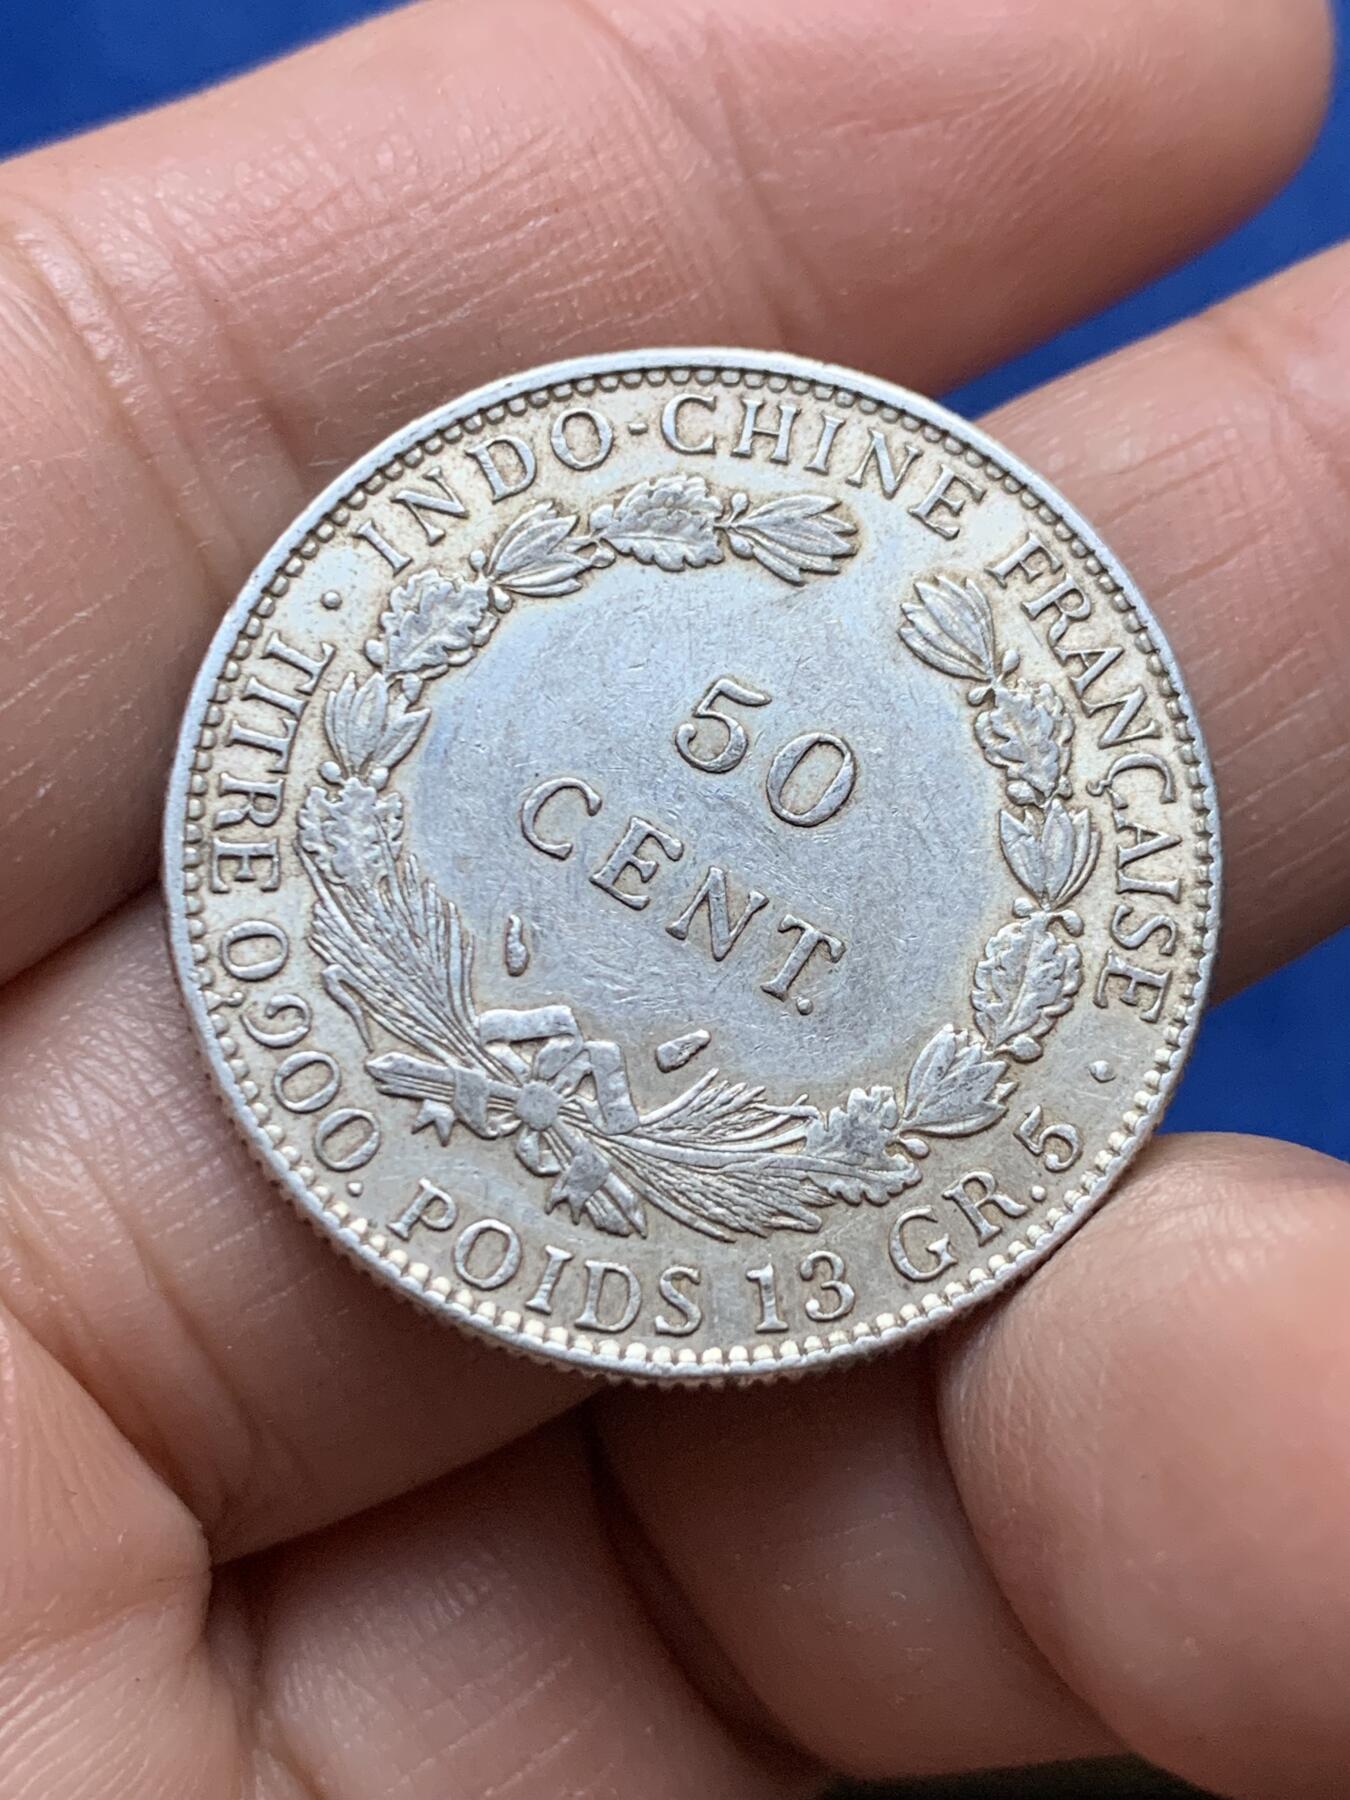 INDO-CHINE FRANÇAISE
50
CENT.
· TITRE 0,900. POIDS 13 GR. 5 ·